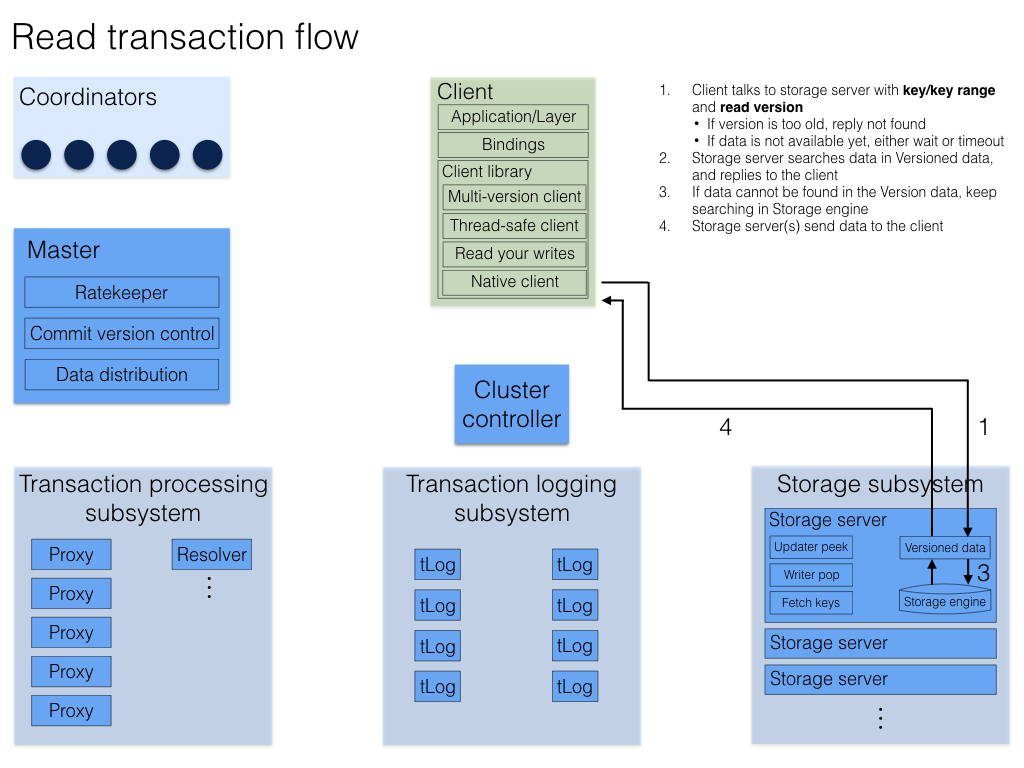 Read transaction flow
Coordinators
Master
Ratekeeper
Commit version control
Data distribution
Client
Application/Layer
Bindings
Client library
Multi-version client
Thread-safe client
Read your writes
Native client
1. Client talks to storage server with key/key range
and read version
• If version is too old, reply not found
• If data is not available yet, either wait or timeout
2. Storage server searches data in Versioned data,
and replies to the client
3. If data cannot be found in the Version data, keep
searching in Storage engine
4. Storage server(s) send data to the client
Cluster
controller
4
1
Transaction processing
subsystem
Proxy
Proxy
Proxy
Proxy
Proxy
Resolver
⋮
Transaction logging
subsystem
tLog
tLog
tLog
tLog
tLog
tLog
tLog
tLog
Storage subsystem
Storage server
Updater peek
Writer pop
Fetch keys
Versioned data
3
Storage engine
Storage server
Storage server
⋮